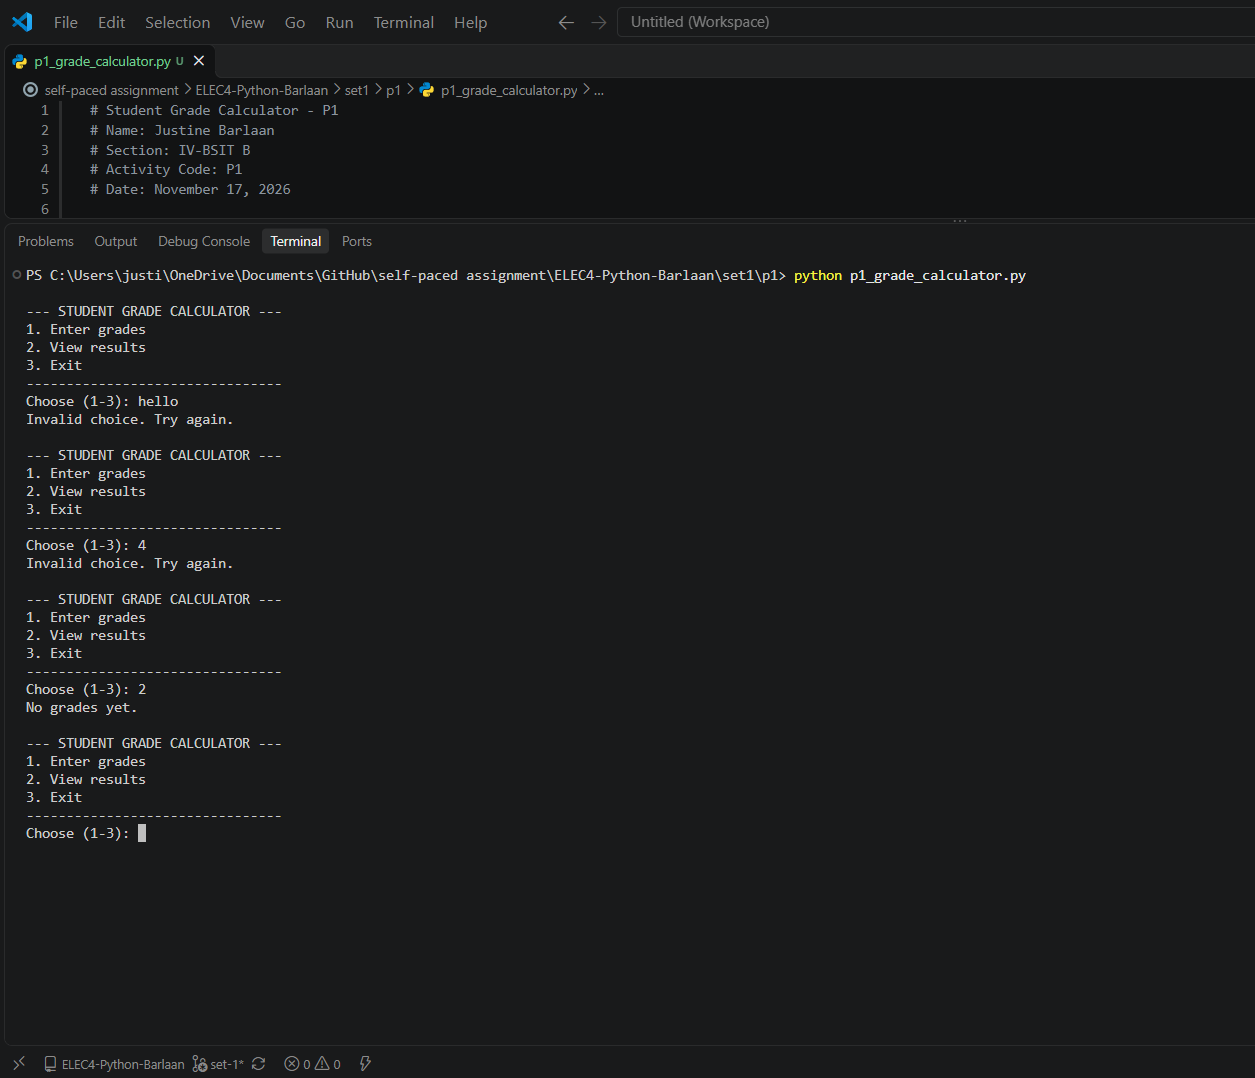 File Edit Selection View Go Run Terminal Help
Untitled (Workspace)
p1_grade_calculator.py U
self-paced assignment > ELEC4-Python-Barlaan > set1 > p1 > p1_grade_calculator.py > ...
1 # Student Grade Calculator - P1
2 # Name: Justine Barlaan
3 # Section: IV-BSIT B
4 # Activity Code: P1
5 # Date: November 17, 2026
6
Problems Output Debug Console Terminal Ports
PS C:\Users\justi\OneDrive\Documents\GitHub\self-paced assignment\ELEC4-Python-Barlaan\set1\p1> python p1_grade_calculator.py
--- STUDENT GRADE CALCULATOR ---
1. Enter grades
2. View results
3. Exit
--------------------------------
Choose (1-3): hello
Invalid choice. Try again.
--- STUDENT GRADE CALCULATOR ---
1. Enter grades
2. View results
3. Exit
--------------------------------
Choose (1-3): 4
Invalid choice. Try again.
--- STUDENT GRADE CALCULATOR ---
1. Enter grades
2. View results
3. Exit
--------------------------------
Choose (1-3): 2
No grades yet.
--- STUDENT GRADE CALCULATOR ---
1. Enter grades
2. View results
3. Exit
--------------------------------
Choose (1-3):
ELEC4-Python-Barlaan set-1* 0 0